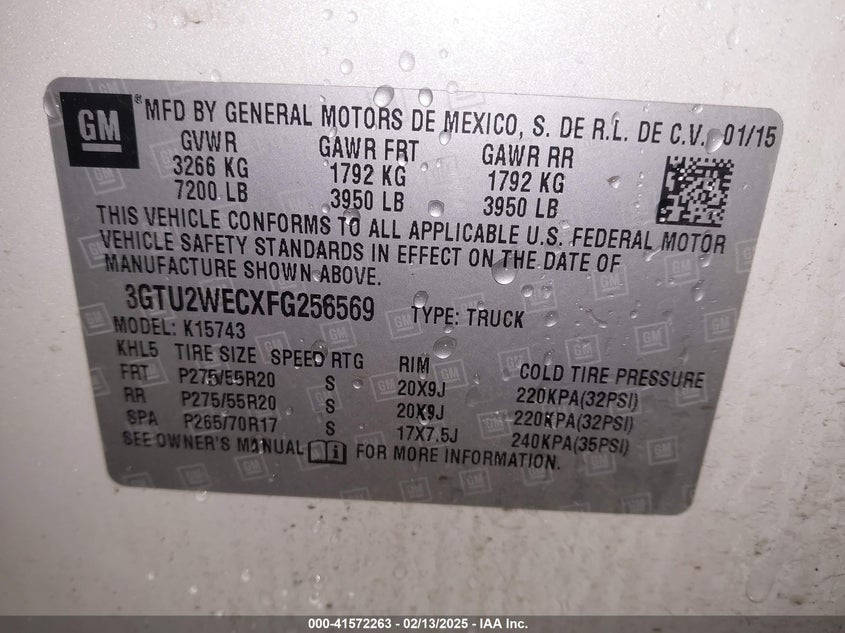 GM ® MFD BY GENERAL MOTORS DE MEXICO, S. DE R.L. DE C.V. 01/15
GVWR GAWR FRT GAWR RR
3266 KG 1792 KG 1792 KG
7200 LB 3950 LB 3950 LB
THIS VEHICLE CONFORMS TO ALL APPLICABLE U.S. FEDERAL MOTOR
VEHICLE SAFETY STANDARDS IN EFFECT ON THE DATE OF
MANUFACTURE SHOWN ABOVE.
3GTU2WECXFG256569 TYPE: TRUCK
MODEL: K15743
KHL5 TIRE SIZE SPEED RTG RIM COLD TIRE PRESSURE
FRT P275/55R20 S 20X9J 220KPA(32PSI)
RR P275/55R20 S 20X9J 220KPA(32PSI)
SPA P265/70R17 S 17X7.5J 240KPA(35PSI)
SEE OWNER'S MANUAL i FOR MORE INFORMATION.
000-41572263 - 02/13/2025 - IAA Inc.